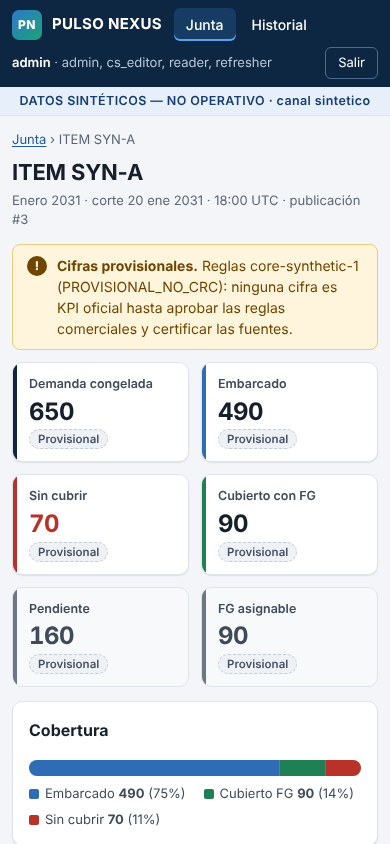 PN PULSO NEXUS Junta Historial
admin · admin, cs_editor, reader, refresher Salir
DATOS SINTÉTICOS — NO OPERATIVO · canal sintetico
Junta › ITEM SYN-A
ITEM SYN-A
Enero 2031 · corte 20 ene 2031 · 18:00 UTC · publicación
#3
! Cifras provisionales. Reglas core-synthetic-1
(PROVISIONAL_NO_CRC): ninguna cifra es
KPI oficial hasta aprobar las reglas
comerciales y certificar las fuentes.
Demanda congelada
650
Provisional
Embarcado
490
Provisional
Sin cubrir
70
Provisional
Cubierto con FG
90
Provisional
Pendiente
160
Provisional
FG asignable
90
Provisional
Cobertura
Embarcado 490 (75%) Cubierto FG 90 (14%)
Sin cubrir 70 (11%)